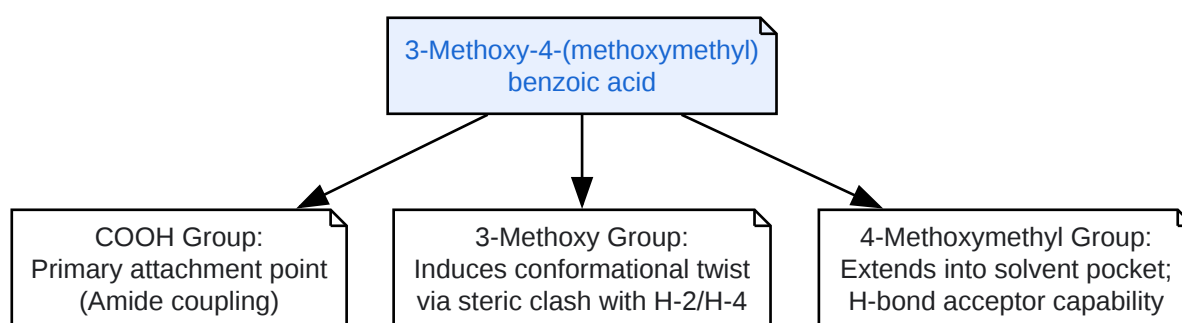 3-Methoxy-4-(methoxymethyl)
benzoic acid
COOH Group:
Primary attachment point
(Amide coupling)
3-Methoxy Group:
Induces conformational twist
via steric clash with H-2/H-4
4-Methoxymethyl Group:
Extends into solvent pocket;
H-bond acceptor capability